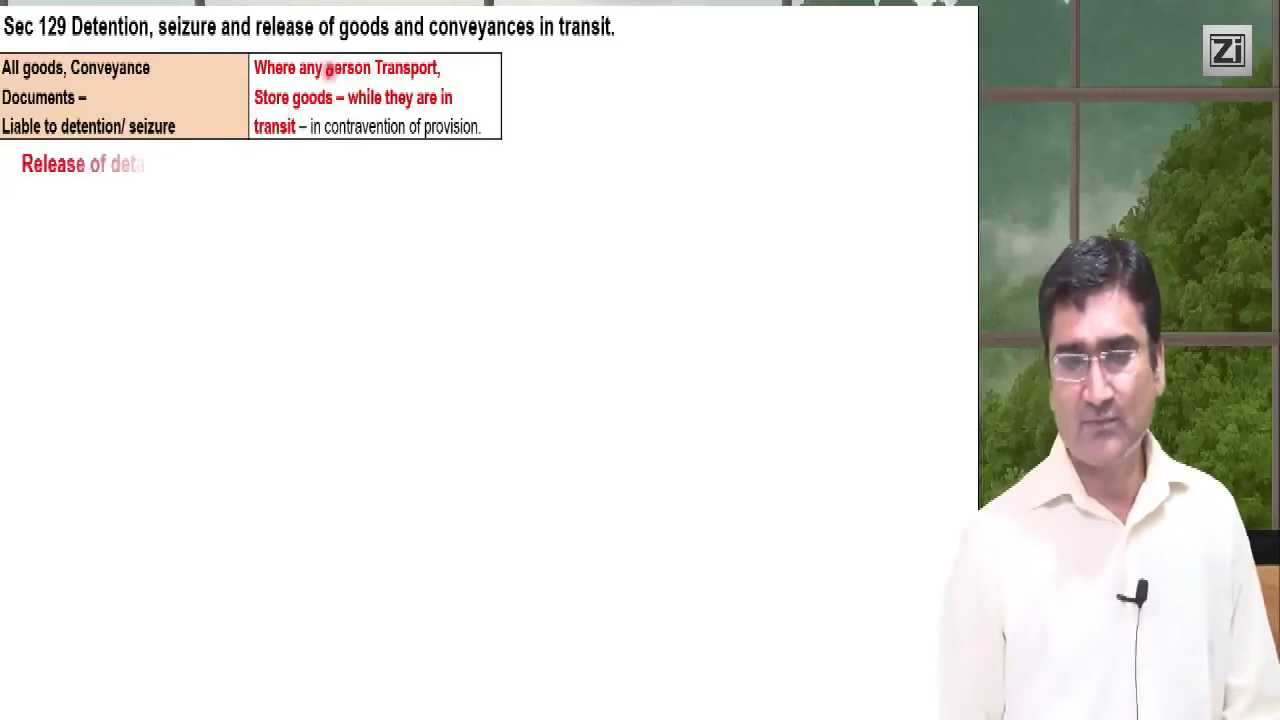 Sec 129 Detention, seizure and release of goods and conveyances in transit.
All goods, Conveyance
Documents –
Liable to detention/ seizure
Where any person Transport,
Store goods – while they are in
transit – in contravention of provision.
Release of deta
Zi